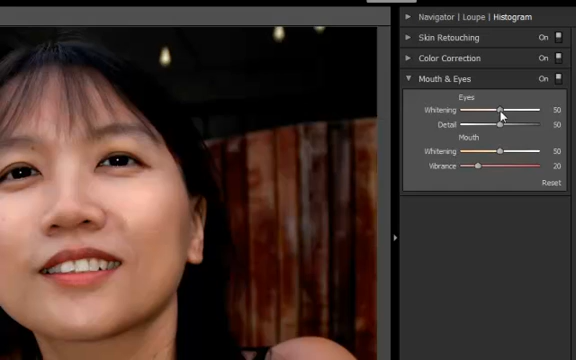 Navigator | Loupe | Histogram
Skin Retouching On
Color Correction On
Mouth & Eyes On
Eyes
Whitening 50
Detail 50
Mouth
Whitening 50
Vibrance 20
Reset